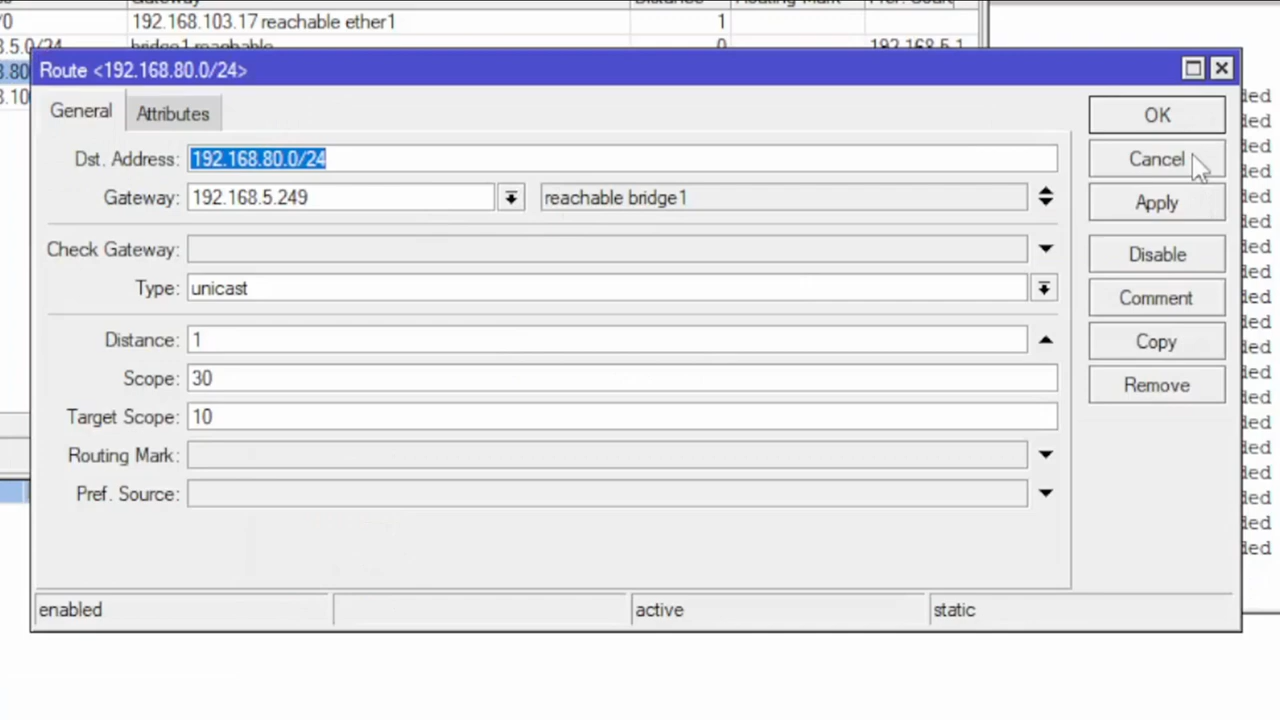 192.168.103.17 reachable ether1 1
bridge1 reachable
Route <192.168.80.0/24>
General Attributes
Dst. Address: 192.168.80.0/24
Gateway: 192.168.5.249 reachable bridge1
Check Gateway:
Type: unicast
Distance: 1
Scope: 30
Target Scope: 10
Routing Mark:
Pref. Source:
OK
Cancel
Apply
Disable
Comment
Copy
Remove
enabled active static